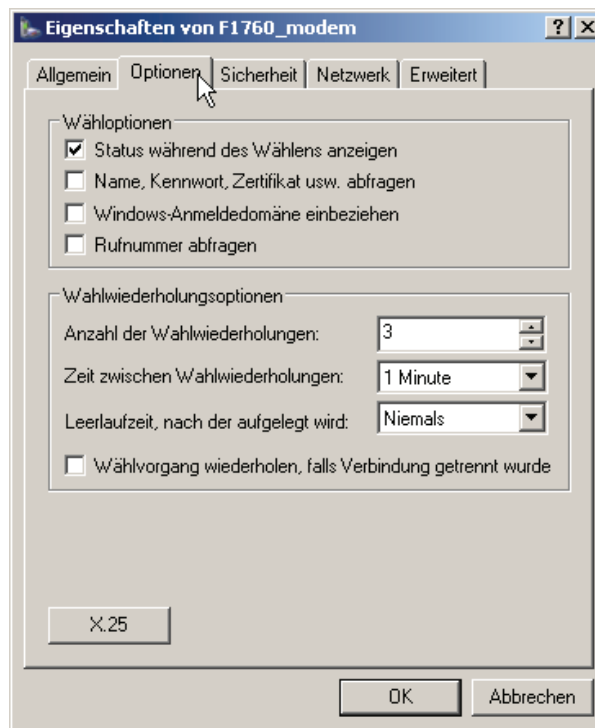 Eigenschaften von F1760_modem
Allgemein Optionen Sicherheit Netzwerk Erweitert
Wähloptionen
Status während des Wählens anzeigen
Name, Kennwort, Zertifikat usw. abfragen
Windows-Anmeldedomäne einbeziehen
Rufnummer abfragen
Wahlwiederholungsoptionen
Anzahl der Wahlwiederholungen: 3
Zeit zwischen Wahlwiederholungen: 1 Minute
Leerlaufzeit, nach der aufgelegt wird: Niemals
Wählvorgang wiederholen, falls Verbindung getrennt wurde
X.25
OK Abbrechen